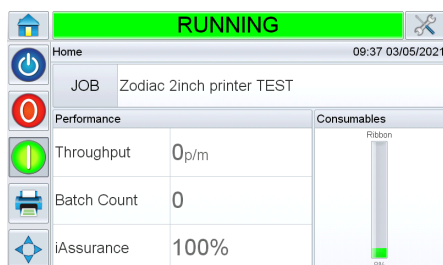 RUNNING
Home 09:37 03/05/2021
JOB Zodiac 2inch printer TEST
Performance Consumables
Ribbon
Throughput 0p/m
Batch Count 0
iAssurance 100%